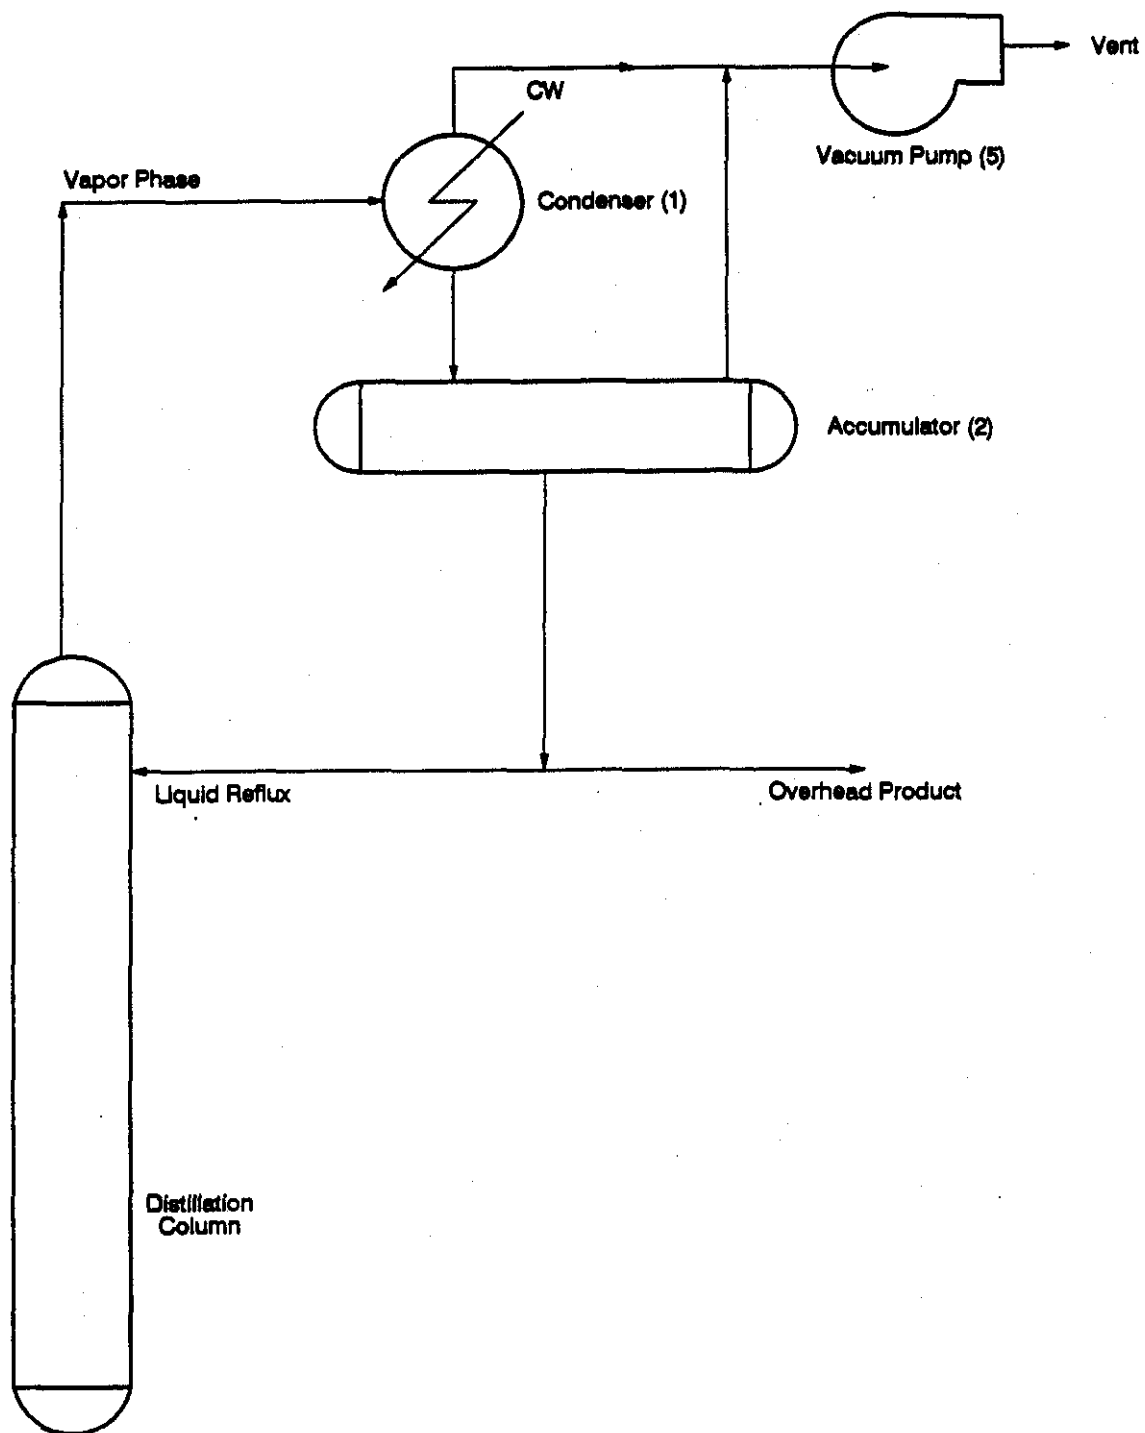 Vent
CW
Vacuum Pump (5)
Vapor Phase
Condenser (1)
Accumulator (2)
Liquid Reflux
Overhead Product
Distillation
Column